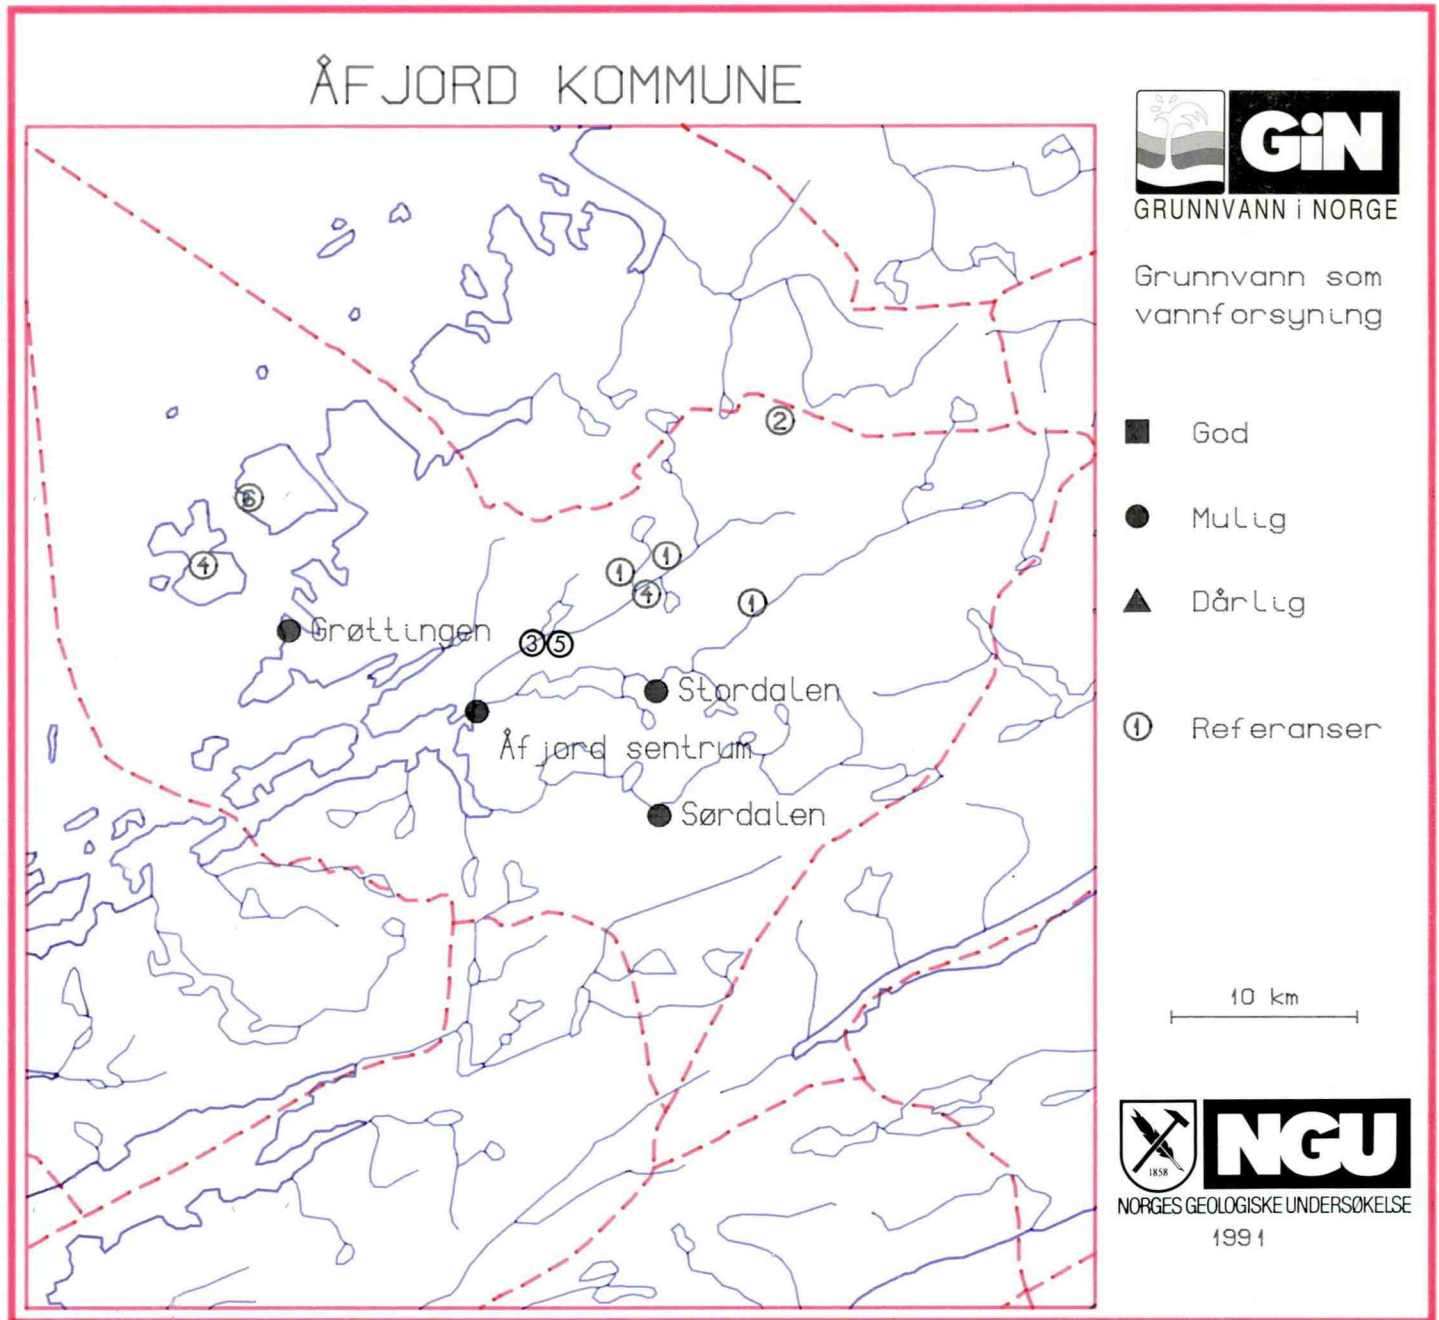 ÅFJORD KOMMUNE
GiN
GRUNNVANN i NORGE
Grunnvann som
vannforsyning
God
Mulig
Dårlig
1 Referanser
2
6
4
1
1
4
1
3 5
Grøttingen
Stordalen
Åfjord sentrum
Sørdalen
10 km
1858
NGU
NORGES GEOLOGISKE UNDERSØKELSE
1991